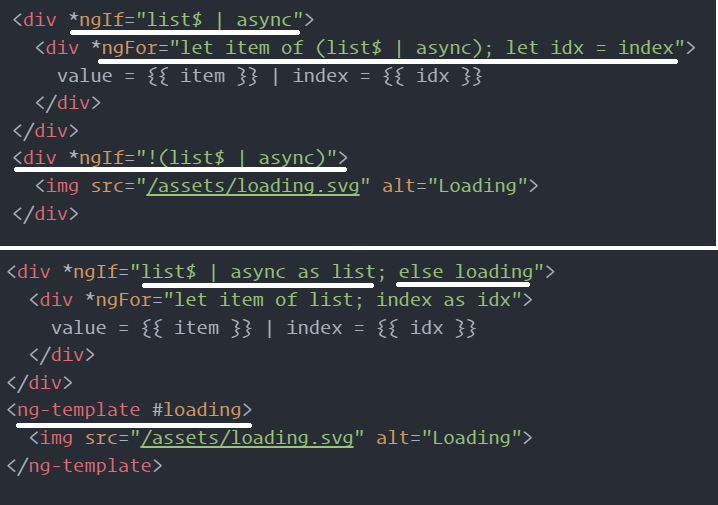 <div *ngIf="list$ | async">
<div *ngFor="let item of (list$ | async); let idx = index">
value = {{ item }} | index = {{ idx }}
</div>
</div>
<div *ngIf="!(list$ | async)">
<img src="/assets/loading.svg" alt="Loading">
</div>
<div *ngIf="list$ | async as list; else loading">
<div *ngFor="let item of list; index as idx">
value = {{ item }} | index = {{ idx }}
</div>
</div>
<ng-template #loading>
<img src="/assets/loading.svg" alt="Loading">
</ng-template>